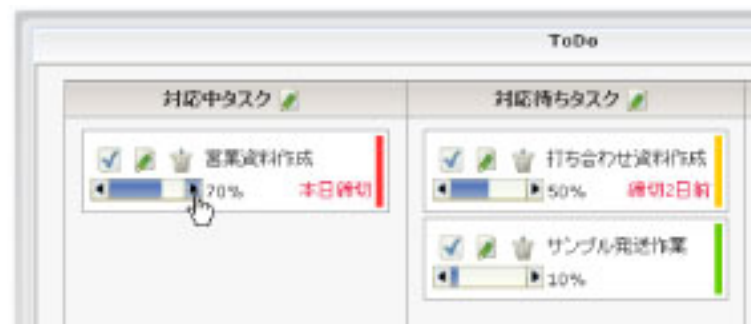 ToDo
対応中タスク
対応待ちタスク
営業資料作成
70% 本日締切
打ち合わせ資料作成
50% 締切2日前
サンプル発送作業
10%